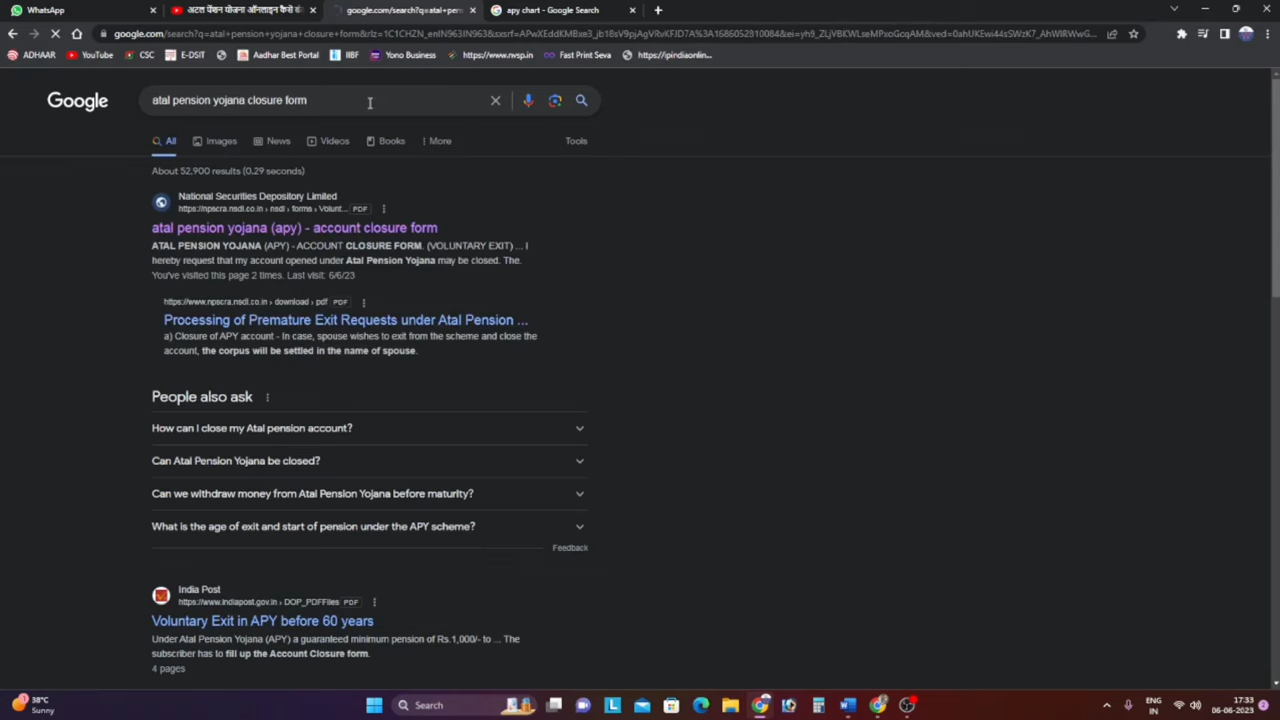 WhatsApp
अटल पेंशन योजना ऑनलाइन कैसे बं
google.com/search?q=atal+pen
apy chart - Google Search
ADHAAR
YouTube
CSC
E-DSIT
Aadhar Bel Portal
IIBF
Yono Business
https://www.rwsp.in
Fast Print Seva
https://ipindiaonlin...
Google
atal pension yojana closure form
All
Images
News
Videos
Books
More
Tools
About 52,900 results (0.29 seconds)
National Securities Depository Limited
https://npscra.nsdl.co.in › nsdl › forms › Volunt... PDF
atal pension yojana (apy) - account closure form
ATAL PENSION YOJANA (APY) - ACCOUNT CLOSURE FORM. (VOLUNTARY EXIT) ... I
hereby request that my account opened under Atal Pension Yojana may be closed. The.
You've visited this page 2 times. Last visit: 6/6/23
https://www.npscra.nsdl.co.in › download › pdf PDF
Processing of Premature Exit Requests under Atal Pension ...
a) Closure of APY account - In case, spouse wishes to exit from the scheme and close the
account, the corpus will be settled in the name of spouse.
People also ask
How can I close my Atal pension account?
Can Atal Pension Yojana be closed?
Can we withdraw money from Atal Pension Yojana before maturity?
What is the age of exit and start of pension under the APY scheme?
Feedback
India Post
https://www.indiapost.gov.in › DOP_PDFFiles PDF
Voluntary Exit in APY before 60 years
Under Atal Pension Yojana (APY) a guaranteed minimum pension of Rs.1,000/- to ... The
subscriber has to fill up the Account Closure form.
4 pages
38°C
Sunny
Search
ENG
IN
17:33
06-06-2023